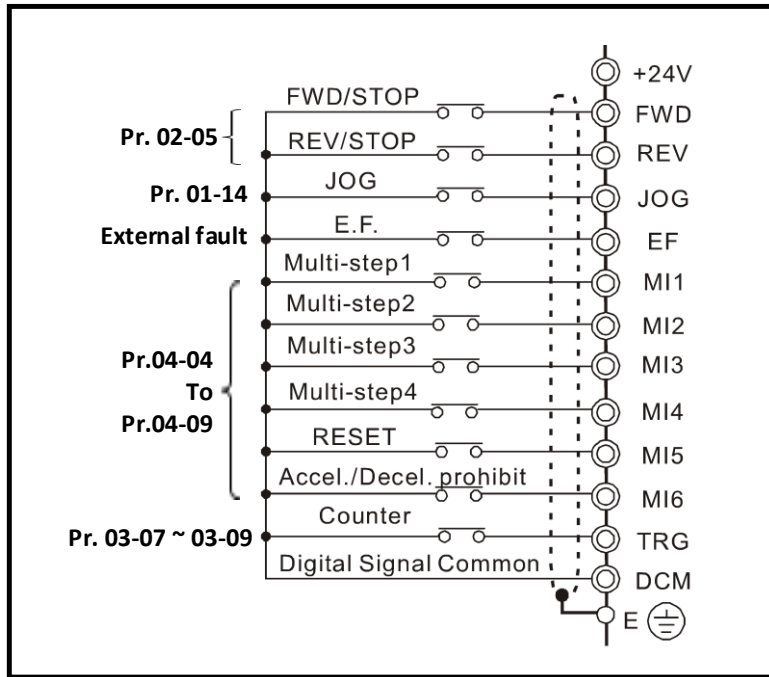 +24V
FWD/STOP FWD
Pr. 02-05
REV/STOP REV
Pr. 01-14 JOG JOG
External fault E.F. EF
Multi-step1 MI1
Multi-step2 MI2
Pr.04-04 Multi-step3 MI3
To
Pr.04-09 Multi-step4 MI4
RESET MI5
Accel./Decel. prohibit MI6
Pr. 03-07 ~ 03-09 Counter TRG
Digital Signal Common DCM
E